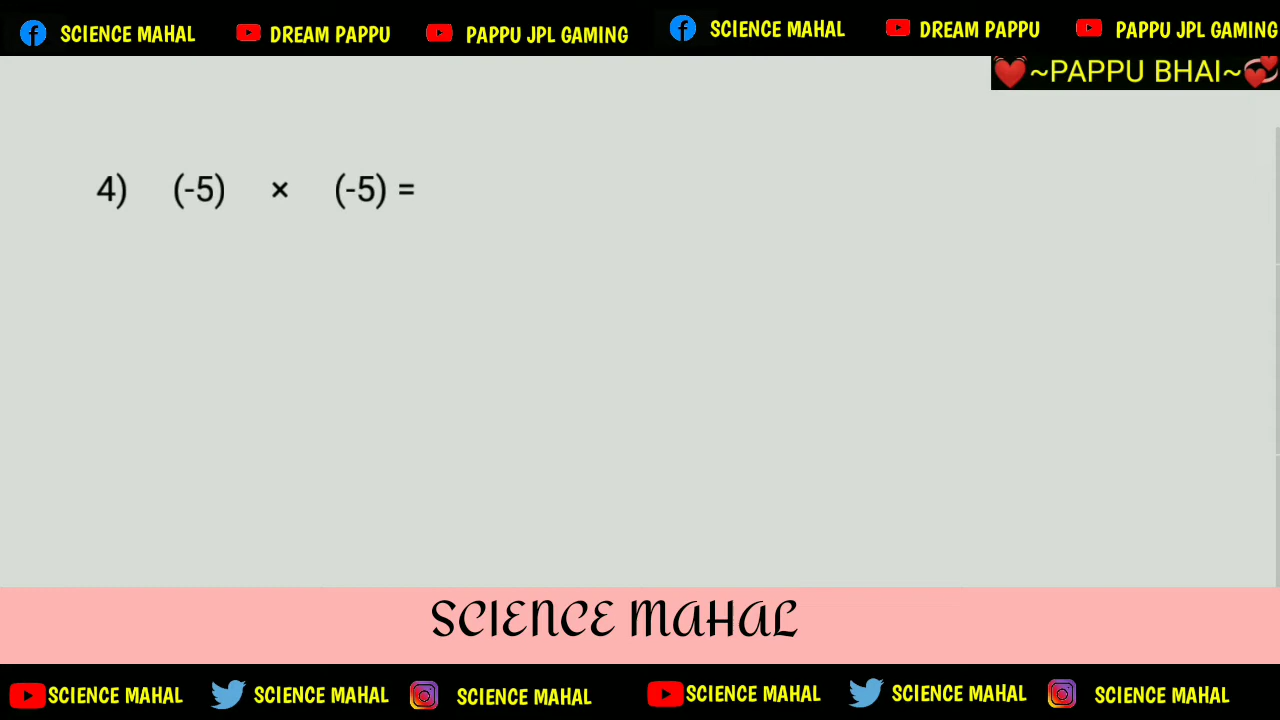 SCIENCE MAHAL DREAM PAPPU PAPPU JPL GAMING SCIENCE MAHAL DREAM PAPPU PAPPU JPL GAMING
❤️~PAPPU BHAI~💞
4) (-5) × (-5) =
SCIENCE MAHAL
SCIENCE MAHAL SCIENCE MAHAL SCIENCE MAHAL SCIENCE MAHAL SCIENCE MAHAL SCIENCE MAHAL